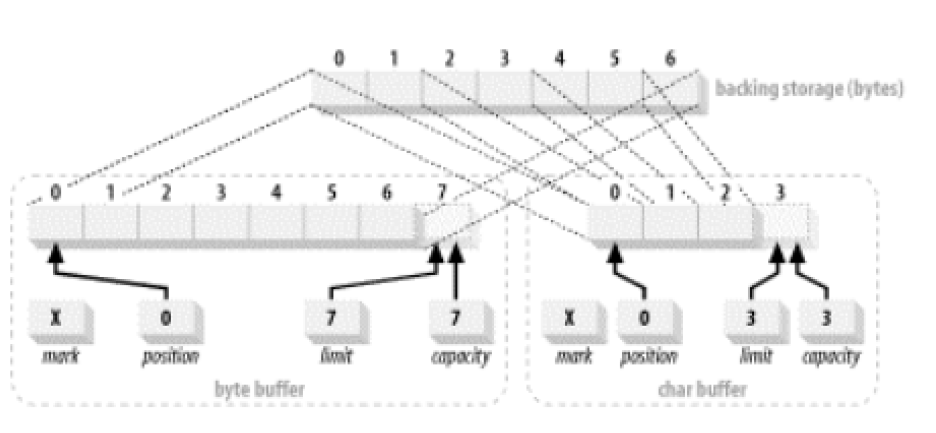 0 1 2 3 4 5 6
backing storage (bytes)
0 1 2 3 4 5 6 7
0 1 2 3
X 0 7 7
mark position limit capacity
byte buffer
X 0 3 3
mark position limit capacity
char buffer